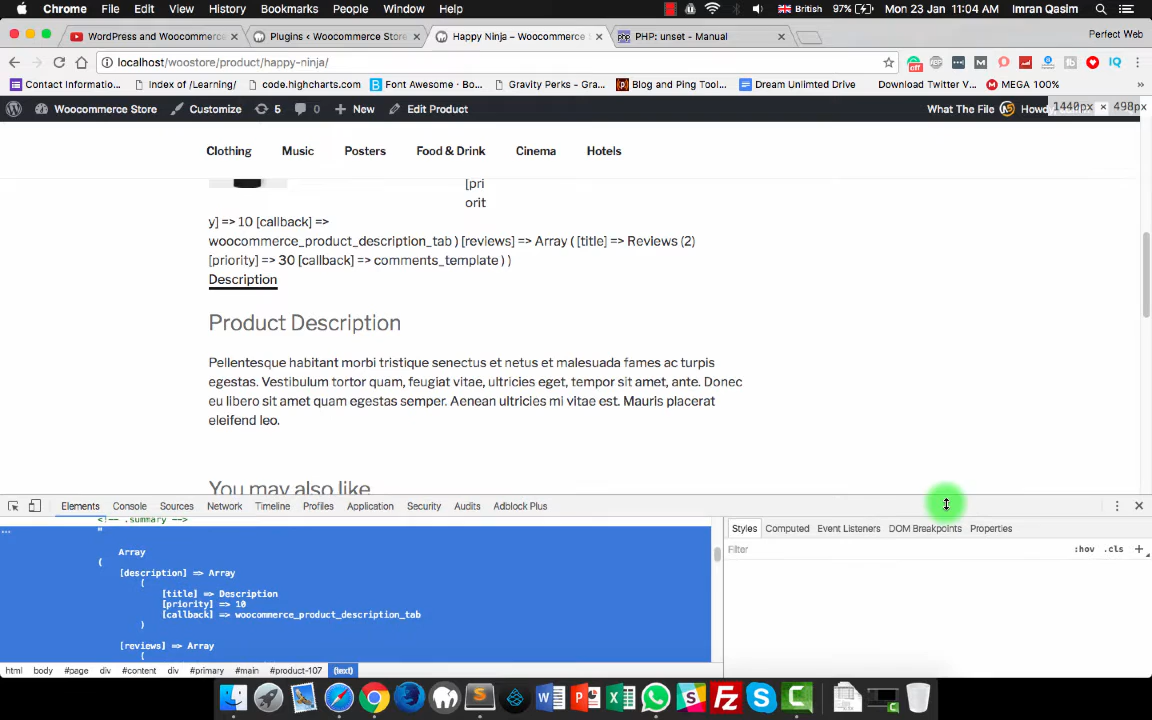 Chrome File Edit View History Bookmarks People Window Help 97% British Mon 23 Jan 11:04 AM Imran Qasim
WordPress and Woocommerc × Plugins ‹ Woocommerce Store × Happy Ninja – Woocommerce S × PHP: unset - Manual × Perfect Web
localhost/woostore/product/happy-ninja/
Contact Informatio... Index of /Learning/ code.highcharts.com Font Awesome · Bo... Gravity Perks - Gra... Blog and Ping Tool... Dream Unlimited Download Twitter V... MEGA 100% »
Woocommerce Store Customize 5 0 New Edit Product What The File Howd
1440px × 498px
Clothing Music Posters Food & Drink Cinema Hotels
[pri
orit
y] => 10 [callback] =>
woocommerce_product_description_tab ) [reviews] => Array ( [title] => Reviews (2)
[priority] => 30 [callback] => comments_template ) )
Description
Product Description
Pellentesque habitant morbi tristique senectus et netus et malesuada fames ac turpis
egestas. Vestibulum tortor quam, feugiat vitae, ultricies eget, tempor sit amet, ante. Donec
eu libero sit amet quam egestas semper. Aenean ultricies mi vitae est. Mauris placerat
eleifend leo.
You may also like
Elements Console Sources Network Timeline Profiles Application Security Audits Adblock Plus
<!-- .summary -->
"
Array
(
[description] => Array
(
[title] => Description
[priority] => 10
[callback] => woocommerce_product_description_tab
)
[reviews] => Array
(
Styles Computed Event Listeners DOM Breakpoints Properties
Filter :hov .cls +
html body #page div #content div #primary #main #product-107 (text)